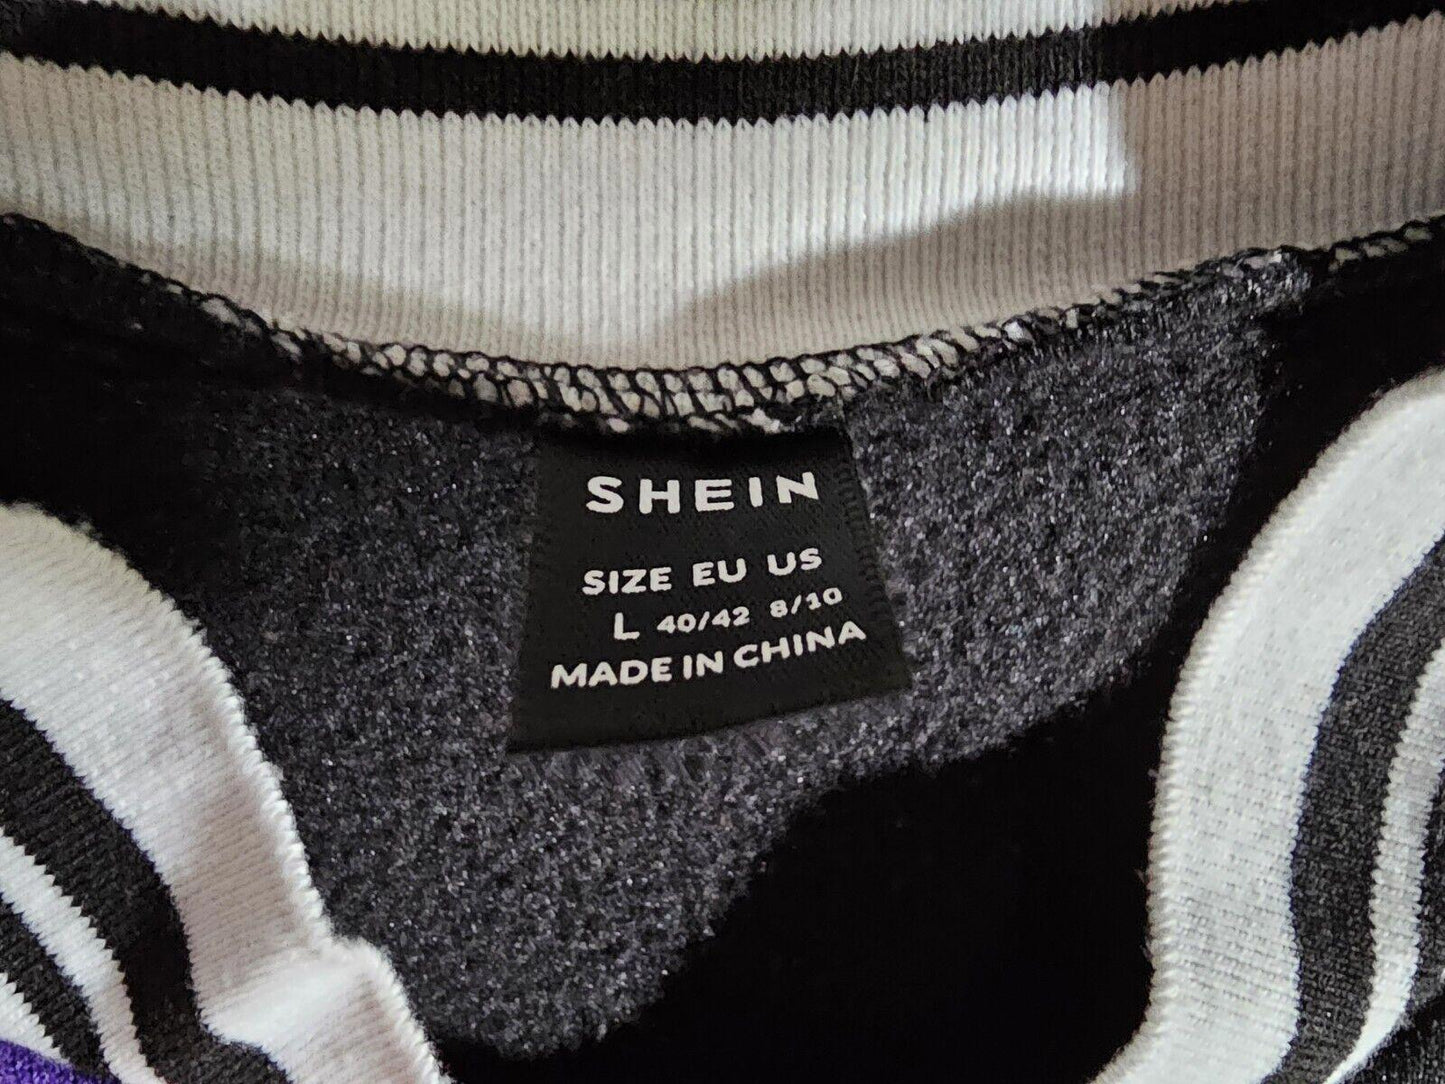 SHEIN
SIZE EU US
L 40/42 8/10
MADE IN CHINA